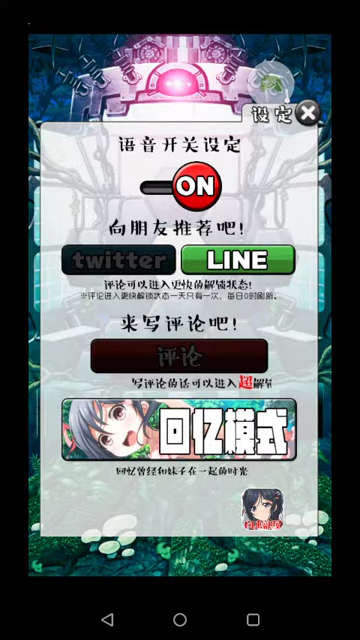 设定
语音开关设定
ON
向朋友推荐吧!
twitter
LINE
评论可以进入更快的解锁状态!
※评论进入更快解锁状态一天只有一次，每日0时刷新。
来写评论吧!
评论
写评论的话可以进入超解
回忆模式
回忆曾经和妹子在一起的时光